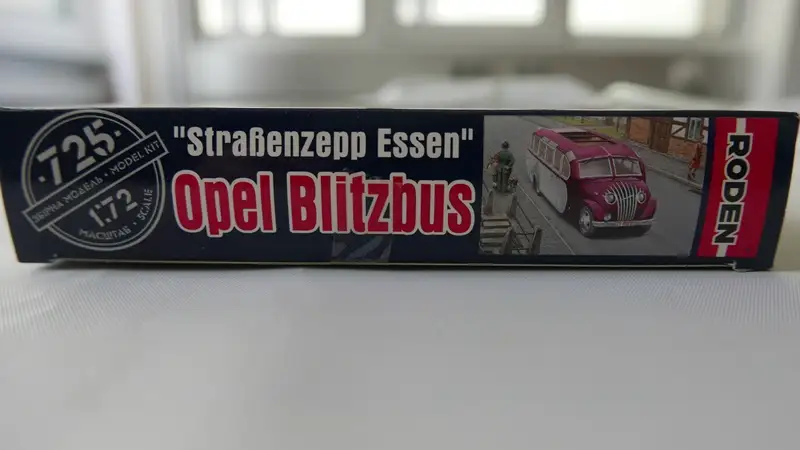 ·725·
ЗБІРНА МОДЕЛЬ · MODEL KIT
1:72
МАСШТАБ · SCALE
"Straßenzepp Essen"
Opel Blitzbus
RODEN